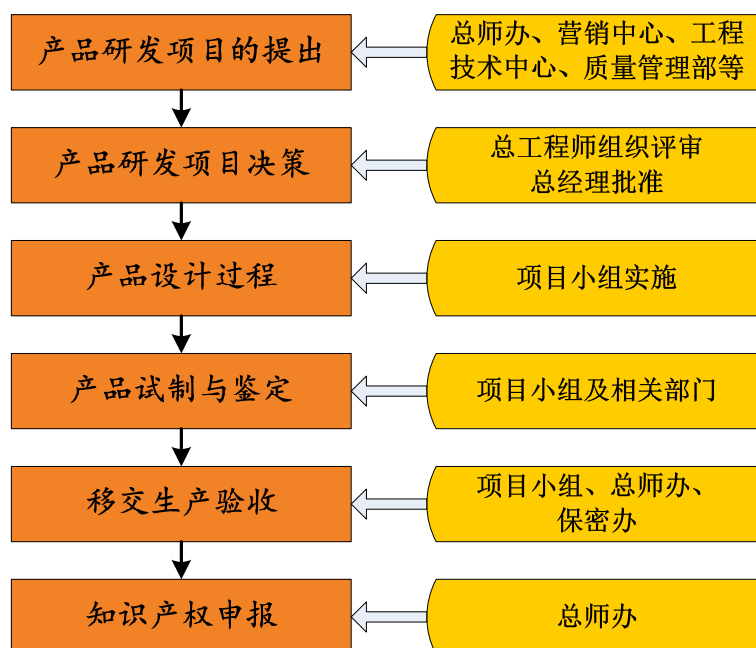 产品研发项目的提出
总师办、营销中心、工程
技术中心、质量管理部等
产品研发项目决策
总工程师组织评审
总经理批准
产品设计过程
项目小组实施
产品试制与鉴定
项目小组及相关部门
移交生产验收
项目小组、总师办、
保密办
知识产权申报
总师办